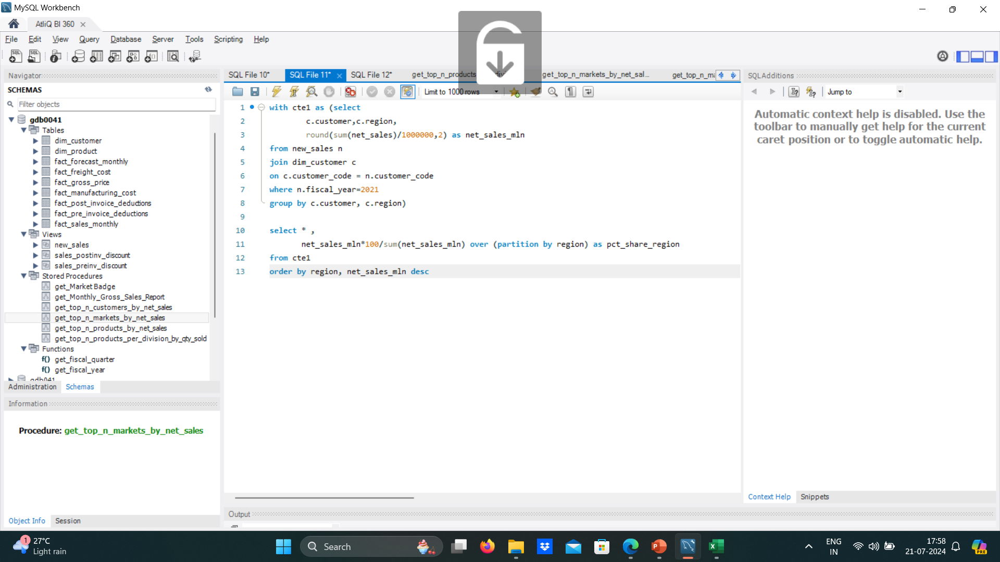 MySQL Workbench
AtliQ BI 360
File Edit View Query Database Server Tools Scripting Help
Navigator
SCHEMAS
Filter objects
gdb0041
Tables
dim_customer
dim_product
fact_forecast_monthly
fact_freight_cost
fact_gross_price
fact_manufacturing_cost
fact_post_invoice_deductions
fact_pre_invoice_deductions
fact_sales_monthly
Views
new_sales
sales_postinv_discount
sales_preinv_discount
Stored Procedures
get_Market Badge
get_Monthly_Gross_Sales_Report
get_top_n_customers_by_net_sales
get_top_n_markets_by_net_sales
get_top_n_products_by_net_sales
get_top_n_products_per_division_by_qty_sold
Functions
f() get_fiscal_quarter
f() get_fiscal_year
gdb041
Administration Schemas
Information
Procedure: get_top_n_markets_by_net_sales
Object Info Session
SQL File 10* SQL File 11* SQL File 12* get_top_n_products get_top_n_markets_by_net_sal... get_top_n_ma
Limit to 1000 rows
1 with cte1 as (select
2 c.customer,c.region,
3 round(sum(net_sales)/1000000,2) as net_sales_mln
4 from new_sales n
5 join dim_customer c
6 on c.customer_code = n.customer_code
7 where n.fiscal_year=2021
8 group by c.customer, c.region)
9
10 select * ,
11 net_sales_mln*100/sum(net_sales_mln) over (partition by region) as pct_share_region
12 from cte1
13 order by region, net_sales_mln desc
Output
SQLAdditions
Jump to
Automatic context help is disabled. Use the
toolbar to manually get help for the current
caret position or to toggle automatic help.
Context Help Snippets
1
27°C
Light rain
Search
ENG
IN
17:58
21-07-2024
PRE